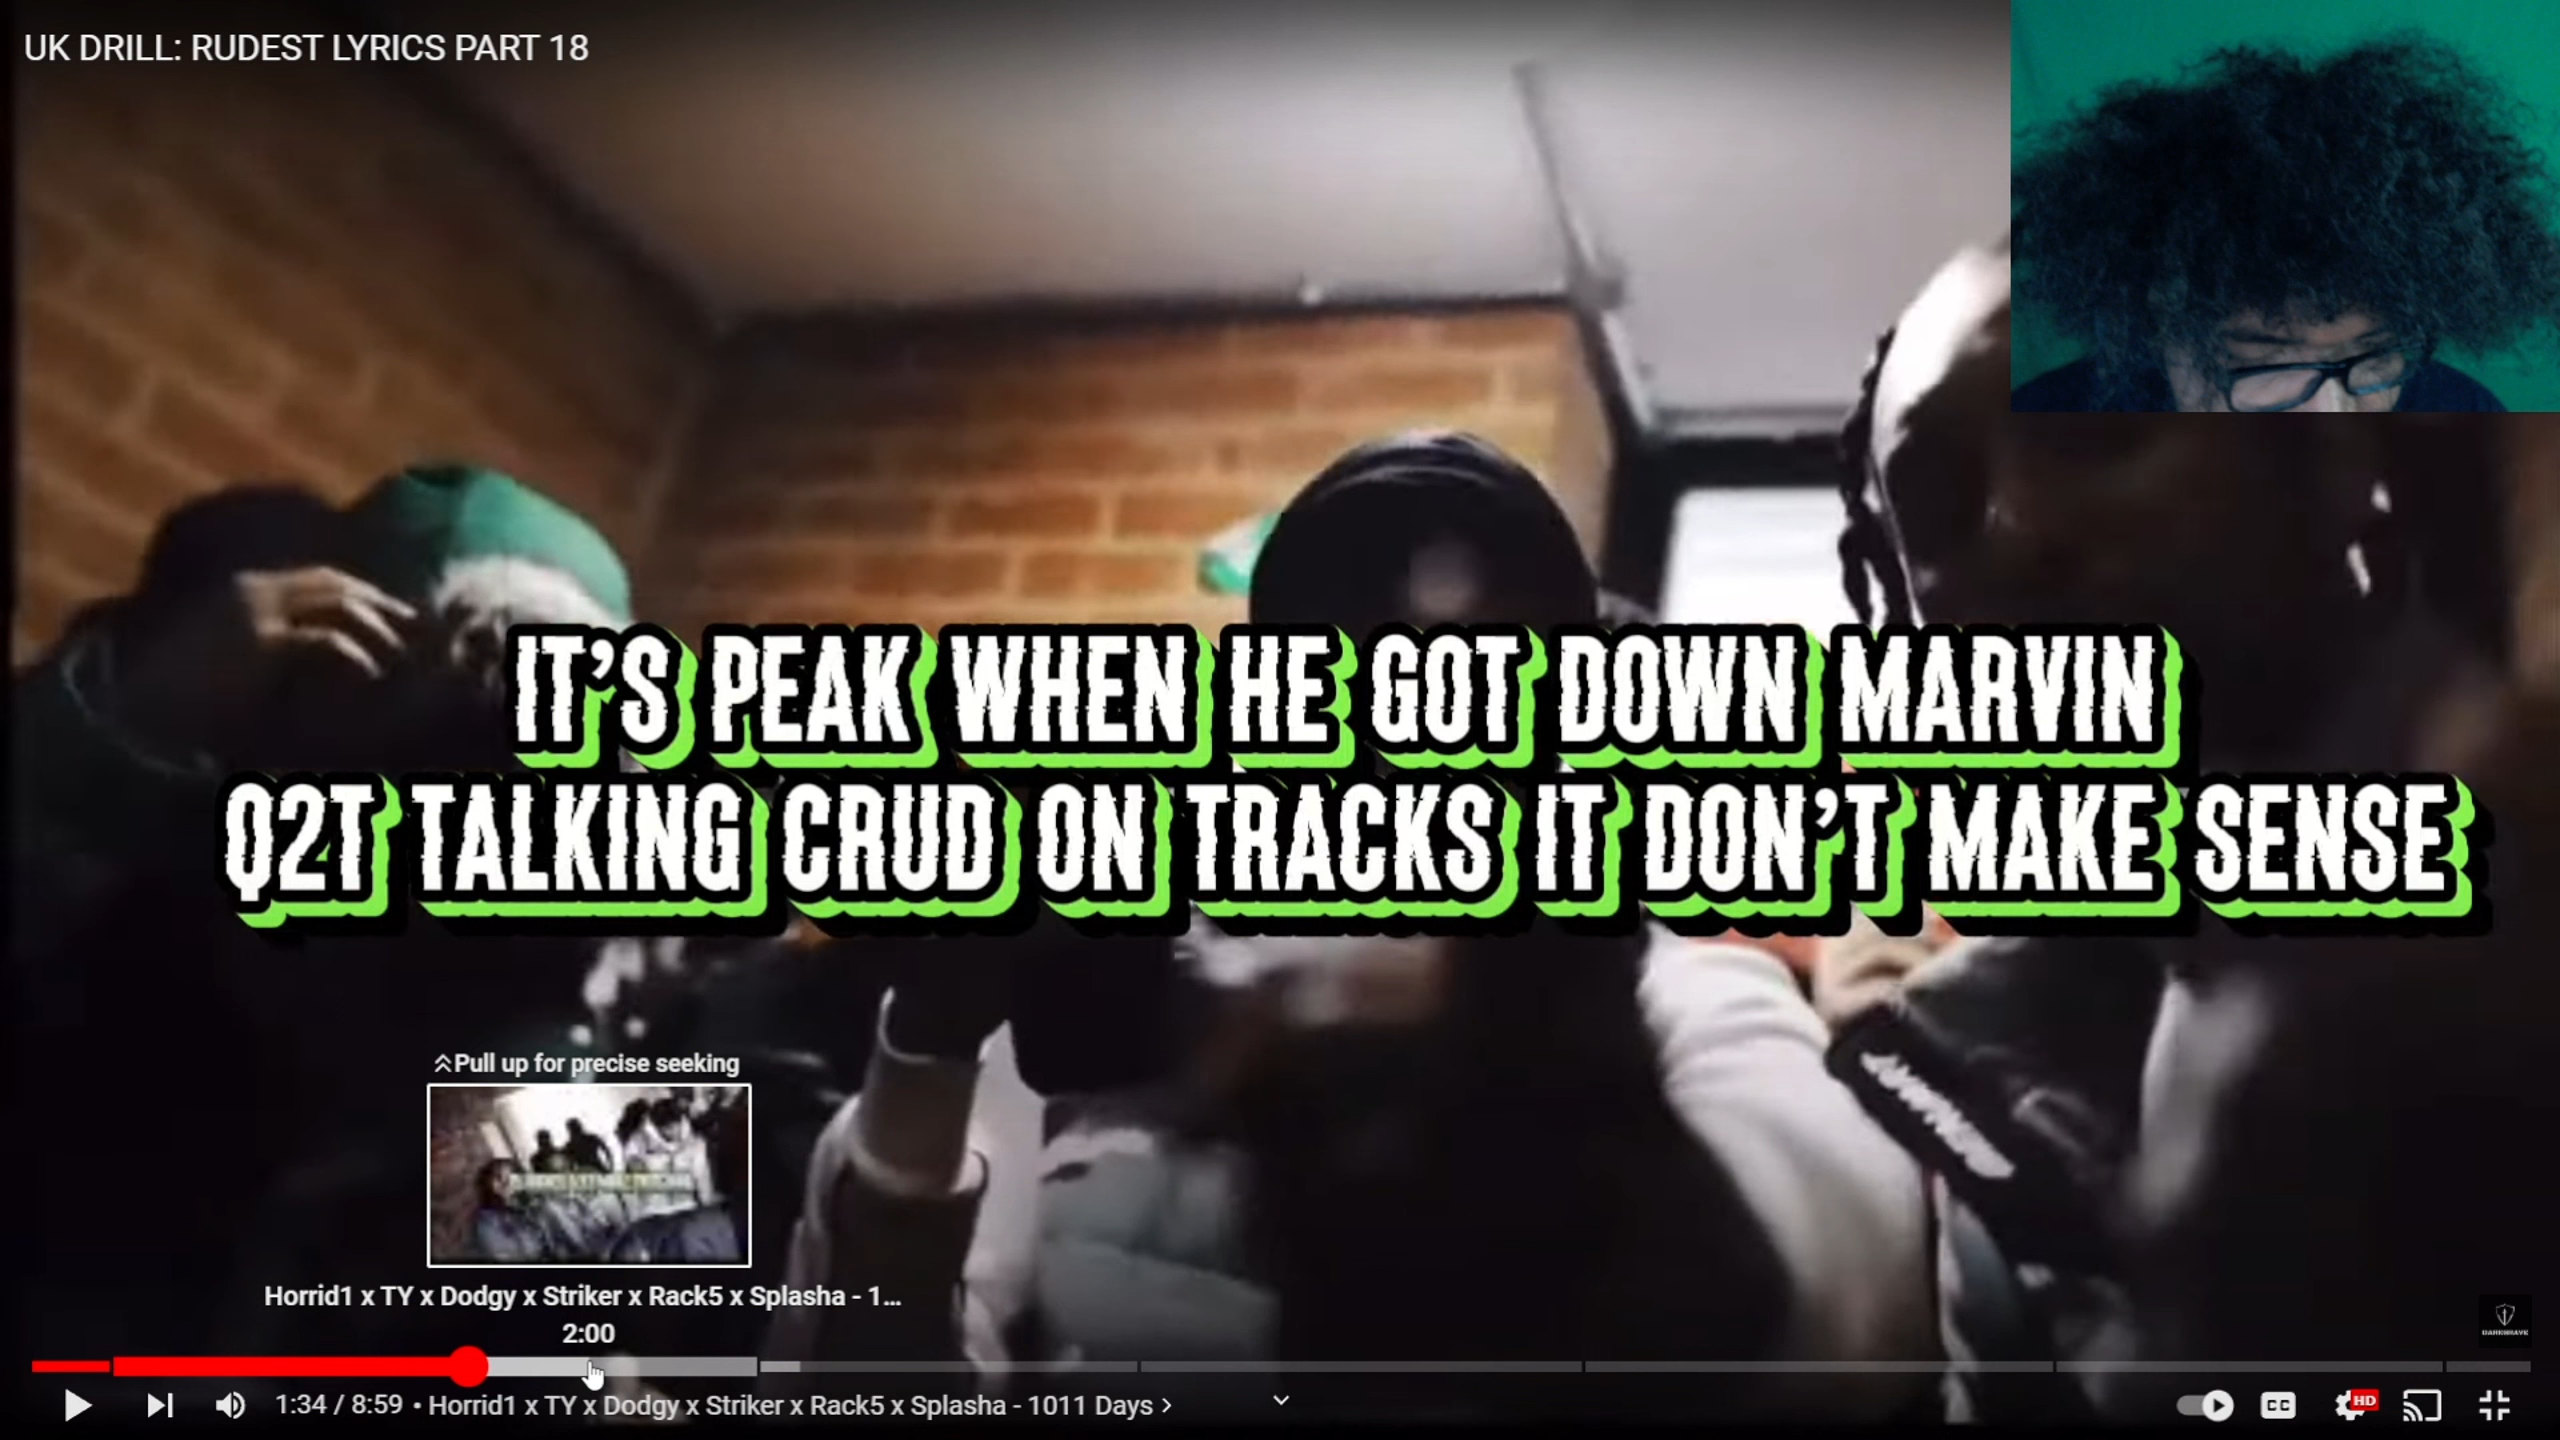 UK DRILL: RUDEST LYRICS PART 18
IT'S PEAK WHEN HE GOT DOWN MARVIN
Q2T TALKING CRUD ON TRACKS IT DON'T MAKE SENSE
Pull up for precise seeking
Horrid1 x TY x Dodgy x Striker x Rack5 x Splasha - 1...
2:00
1:34 / 8:59 • Horrid1 x TY x Dodgy x Striker x Rack5 x Splasha - 1011 Days >
CC
HD